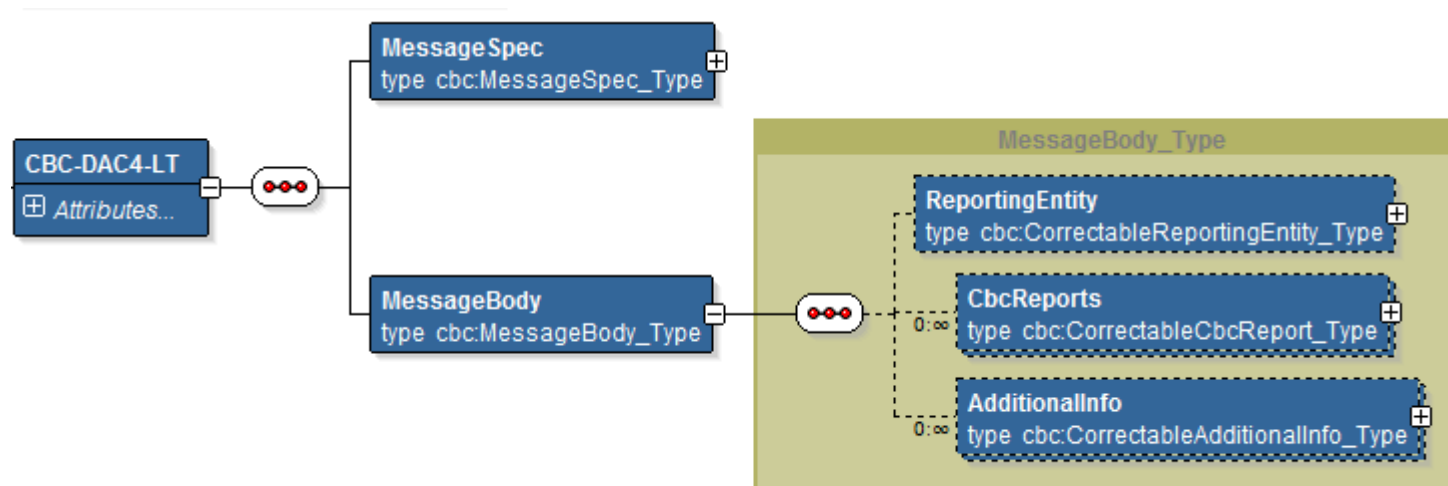 MessageSpec
type cbc:MessageSpec_Type
CBC-DAC4-LT
Attributes...
MessageBody
type cbc:MessageBody_Type
MessageBody_Type
ReportingEntity
type cbc:CorrectableReportingEntity_Type
CbcReports
0:∞
type cbc:CorrectableCbcReport_Type
AdditionalInfo
0:∞
type cbc:CorrectableAdditionalInfo_Type